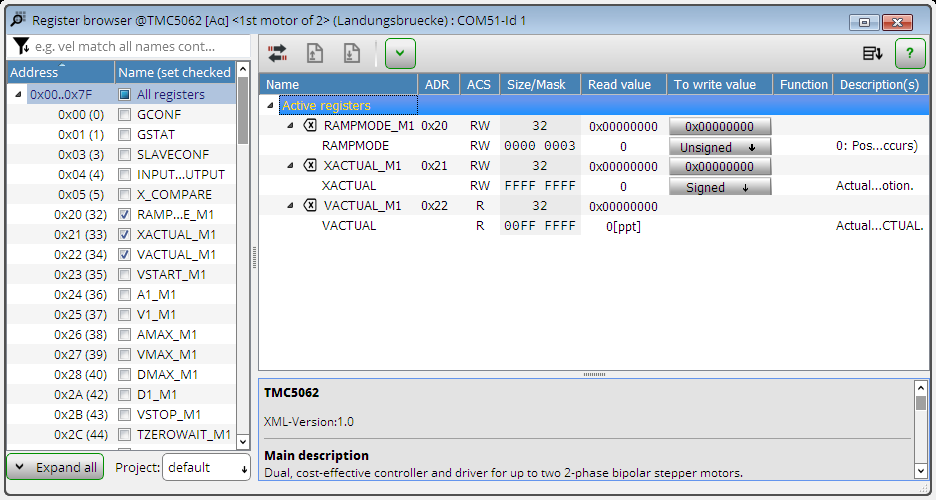 Register browser @TMC5062 [Aα] <1st motor of 2> (Landungsbruecke) : COM51-Id 1
e.g. vel match all names cont...
Address Name (set checked
0x00..0x7F All registers
0x00 (0) GCONF
0x01 (1) GSTAT
0x03 (3) SLAVECONF
0x04 (4) INPUT...UTPUT
0x05 (5) X_COMPARE
0x20 (32) RAMP...E_M1
0x21 (33) XACTUAL_M1
0x22 (34) VACTUAL_M1
0x23 (35) VSTART_M1
0x24 (36) A1_M1
0x25 (37) V1_M1
0x26 (38) AMAX_M1
0x27 (39) VMAX_M1
0x28 (40) DMAX_M1
0x2A (42) D1_M1
0x2B (43) VSTOP_M1
0x2C (44) TZEROWAIT_M1
Expand all Project: default
?
Name ADR ACS Size/Mask Read value To write value Function Description(s)
Active registers
RAMPMODE_M1 0x20 RW 32 0x00000000 0x00000000
RAMPMODE RW 0000 0003 0 Unsigned 0: Pos...ccurs)
XACTUAL_M1 0x21 RW 32 0x00000000 0x00000000
XACTUAL RW FFFF FFFF 0 Signed Actual...otion.
VACTUAL_M1 0x22 R 32 0x00000000
VACTUAL R 00FF FFFF 0[ppt] Actual...CTUAL.
TMC5062
XML-Version:1.0
Main description
Dual, cost-effective controller and driver for up to two 2-phase bipolar stepper motors.